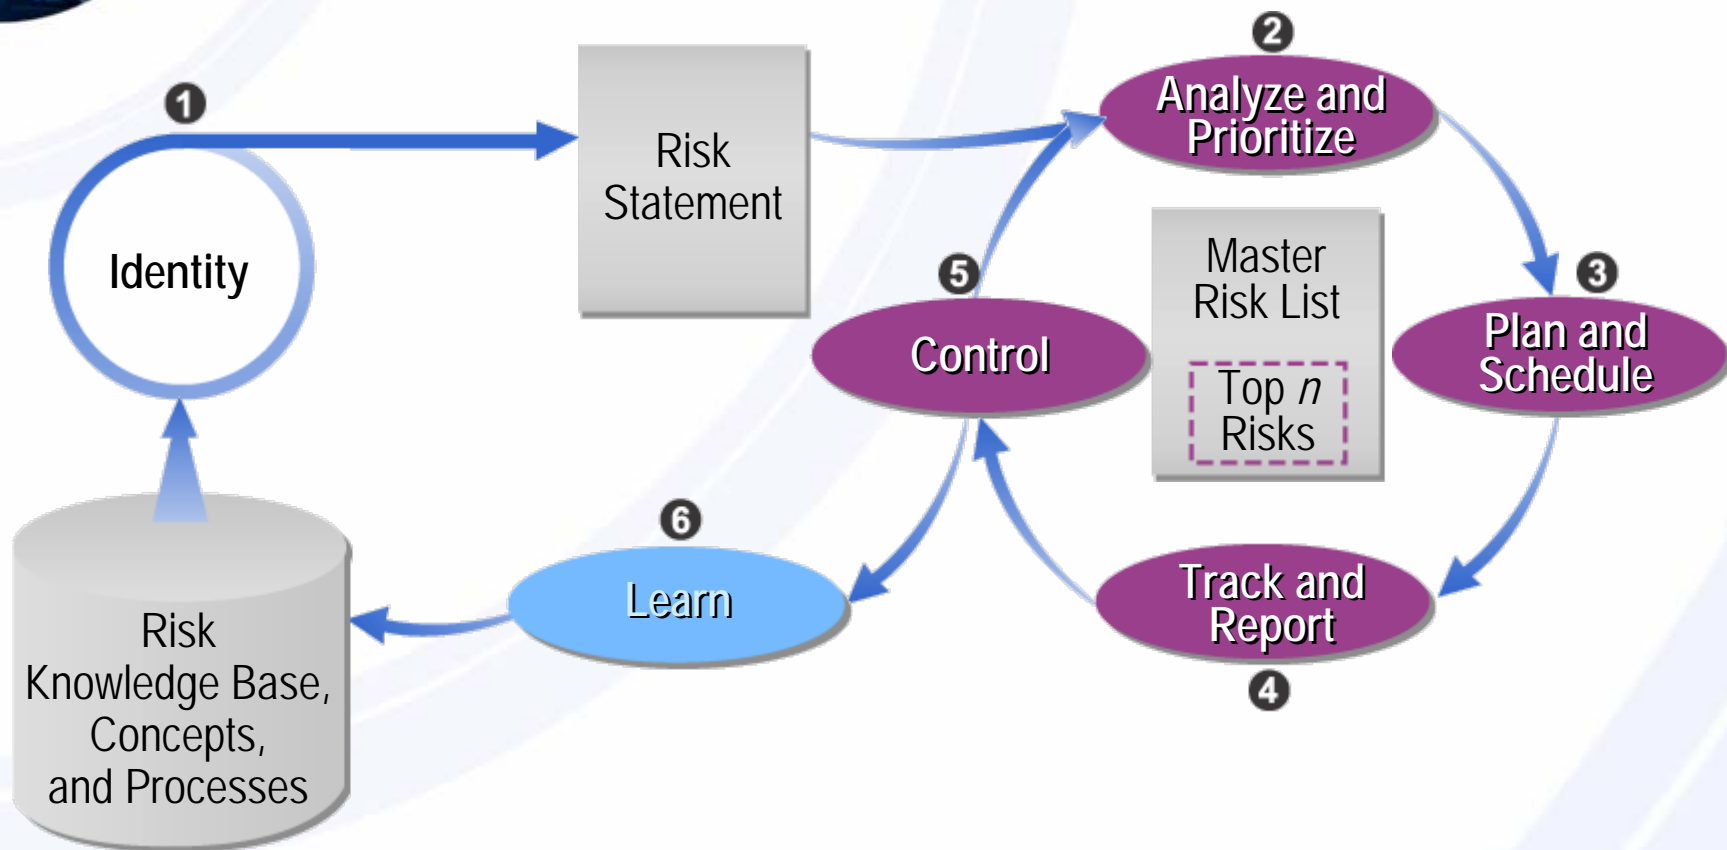 1
Identity
Risk
Statement
2
Analyze and
Prioritize
3
Plan and
Schedule
Master
Risk List
Top n
Risks
5
Control
4
Track and
Report
6
Learn
Risk
Knowledge Base,
Concepts,
and Processes